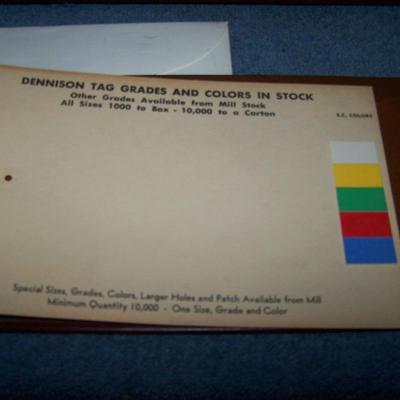 DENNISON TAG GRADES AND COLORS IN STOCK
Other Grades Available from Mill Stock
All Sizes 1000 to Box - 10,000 to a Carton
S.C. COLORS
Special Sizes, Grades, Colors, Larger Holes and Patch Available from Mill
Minimum Quantity 10,000 - One Size, Grade and Color